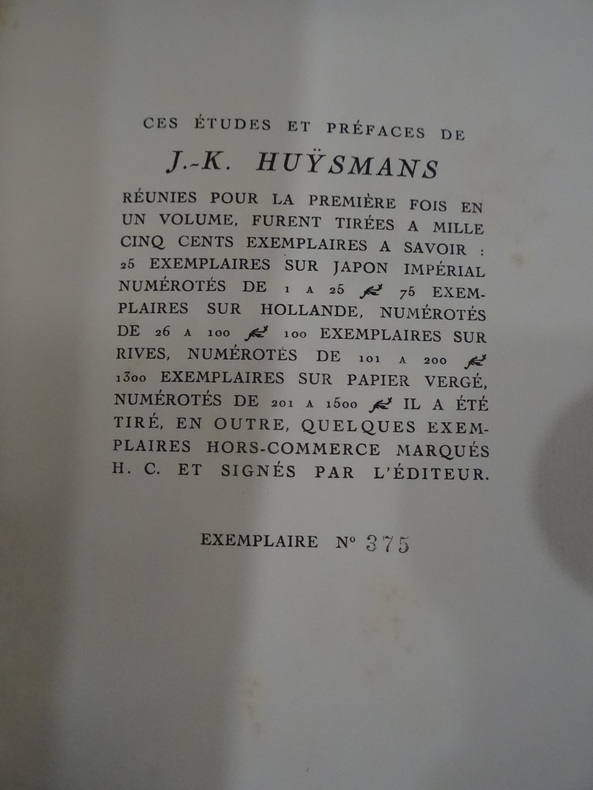 CES ÉTUDES ET PRÉFACES DE
J.-K. HUŸSMANS
RÉUNIES POUR LA PREMIÈRE FOIS EN
UN VOLUME, FURENT TIRÉES A MILLE
CINQ CENTS EXEMPLAIRES A SAVOIR :
25 EXEMPLAIRES SUR JAPON IMPÉRIAL
NUMÉROTÉS DE 1 A 25 75 EXEM-
PLAIRES SUR HOLLANDE, NUMÉROTÉS
DE 26 A 100 100 EXEMPLAIRES SUR
RIVES, NUMÉROTÉS DE 101 A 200
1300 EXEMPLAIRES SUR PAPIER VERGÉ,
NUMÉROTÉS DE 201 A 1500 IL A ÉTÉ
TIRÉ, EN OUTRE, QUELQUES EXEM-
PLAIRES HORS-COMMERCE MARQUÉS
H. C. ET SIGNÉS PAR L'ÉDITEUR.
EXEMPLAIRE Nº 375